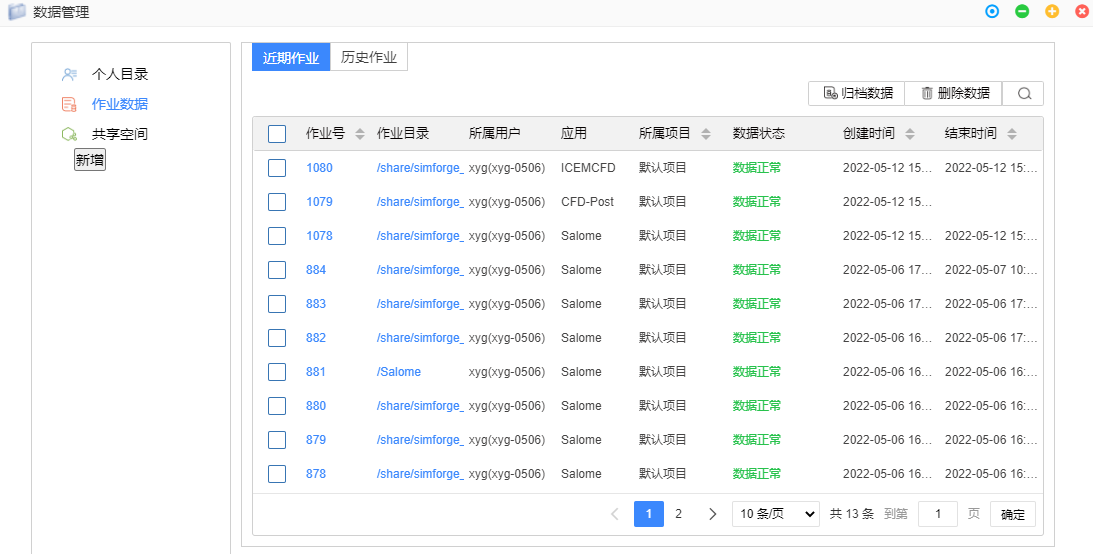 数据管理
个人目录
作业数据
共享空间
新增
近期作业 历史作业
归档数据 删除数据
作业号 作业目录 所属用户 应用 所属项目 数据状态 创建时间 结束时间
1080 /share/simforge_ xyg(xyg-0506) ICEMCFD 默认项目 数据正常 2022-05-12 15... 2022-05-12 15:...
1079 /share/simforge_ xyg(xyg-0506) CFD-Post 默认项目 数据正常 2022-05-12 15...
1078 /share/simforge_ xyg(xyg-0506) Salome 默认项目 数据正常 2022-05-12 15... 2022-05-12 15:...
884 /share/simforge_ xyg(xyg-0506) Salome 默认项目 数据正常 2022-05-06 17... 2022-05-07 10:...
883 /share/simforge_ xyg(xyg-0506) Salome 默认项目 数据正常 2022-05-06 17... 2022-05-06 17:...
882 /share/simforge_ xyg(xyg-0506) Salome 默认项目 数据正常 2022-05-06 16... 2022-05-06 17:...
881 /Salome xyg(xyg-0506) Salome 默认项目 数据正常 2022-05-06 16... 2022-05-06 16:...
880 /share/simforge_ xyg(xyg-0506) Salome 默认项目 数据正常 2022-05-06 16... 2022-05-06 16:...
879 /share/simforge_ xyg(xyg-0506) Salome 默认项目 数据正常 2022-05-06 16... 2022-05-06 16:...
878 /share/simforge_ xyg(xyg-0506) Salome 默认项目 数据正常 2022-05-06 16... 2022-05-06 16:...
1 2 10 条/页 共 13 条 到第 1 页 确定